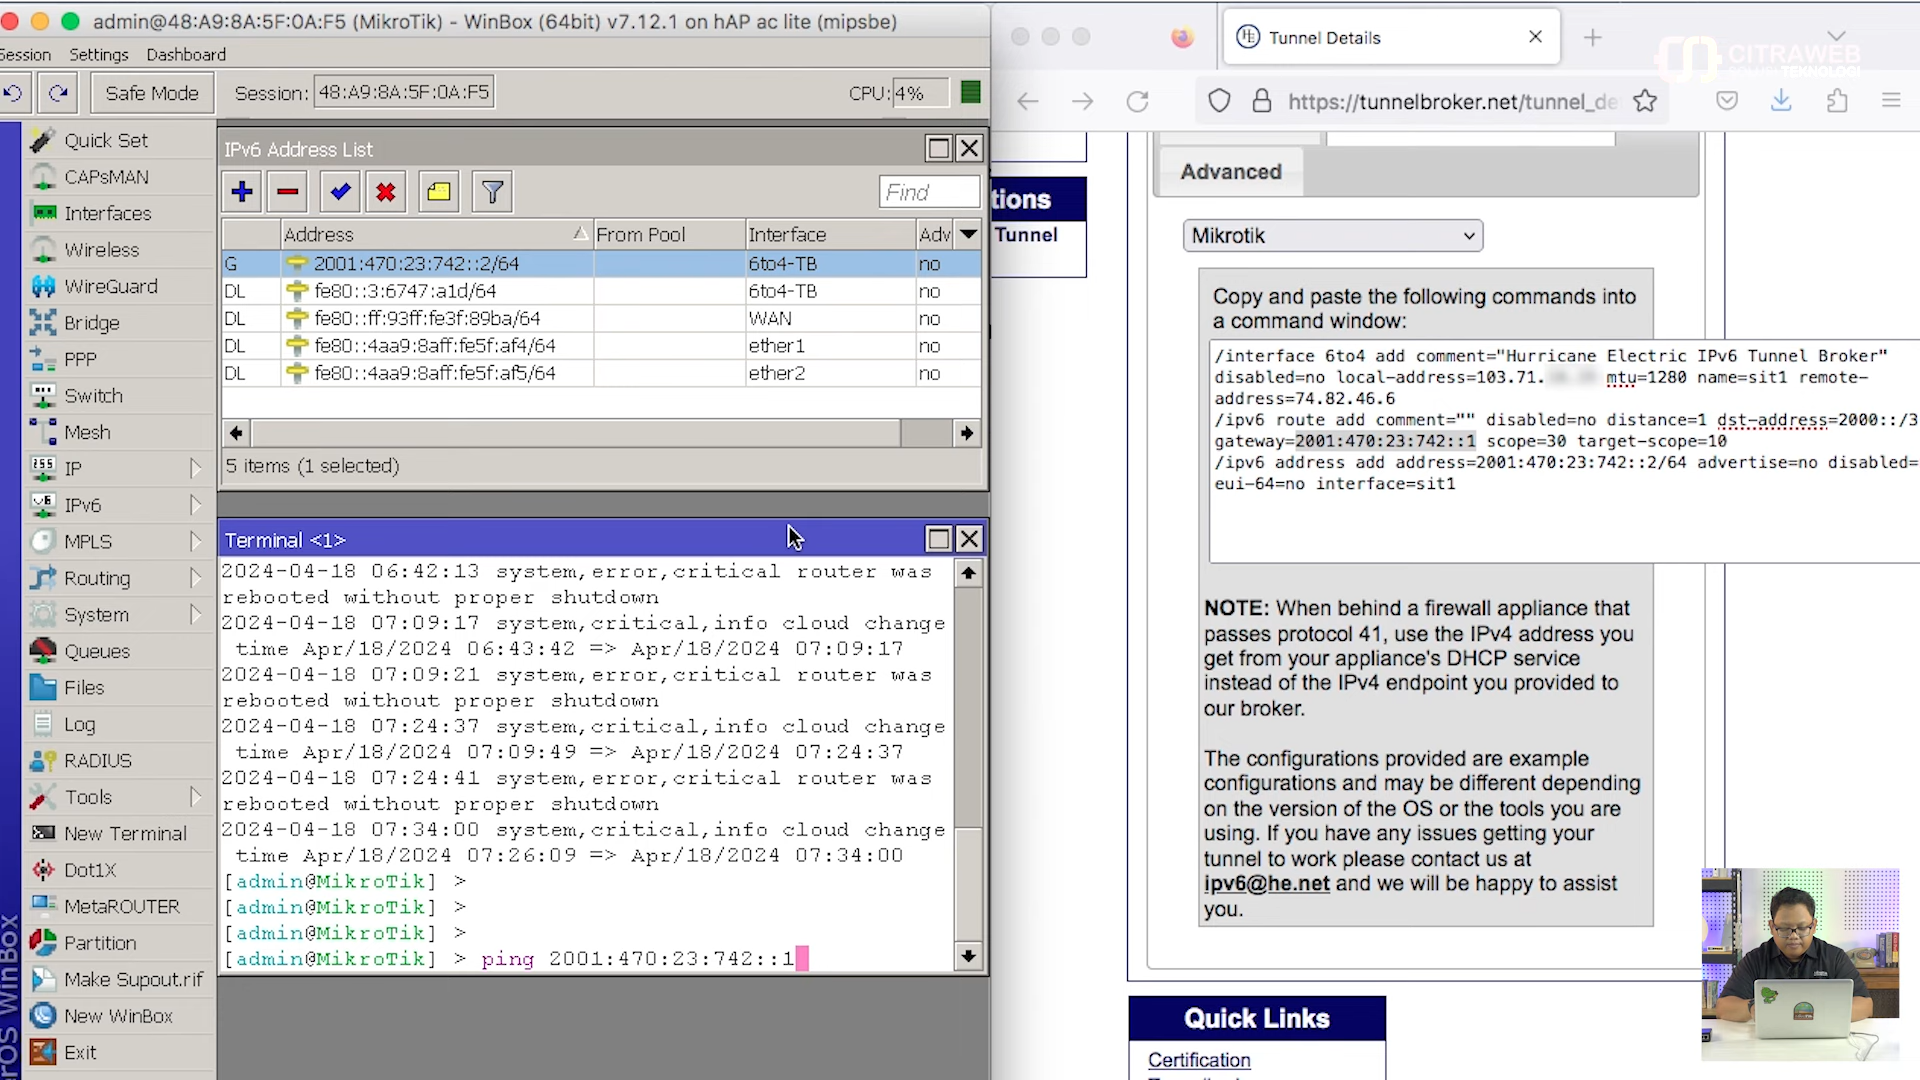 admin@48:A9:8A:5F:0A:F5 (MikroTik) - WinBox (64bit) v7.12.1 on hAP ac lite (mipsbe)
Session Settings Dashboard
Safe Mode Session: 48:A9:8A:5F:0A:F5 CPU: 4%
Quick Set
CAPsMAN
Interfaces
Wireless
WireGuard
Bridge
PPP
Switch
Mesh
IP
IPv6
MPLS
Routing
System
Queues
Files
Log
RADIUS
Tools
New Terminal
Dot1X
MetaROUTER
Partition
Make Supout.rif
New WinBox
Exit
OS WinBox
IPv6 Address List
Find
Address From Pool Interface Adv
G 2001:470:23:742::2/64 6to4-TB no
DL fe80::3:6747:a1d/64 6to4-TB no
DL fe80::ff:93ff:fe3f:89ba/64 WAN no
DL fe80::4aa9:8aff:fe5f:af4/64 ether1 no
DL fe80::4aa9:8aff:fe5f:af5/64 ether2 no
5 items (1 selected)
Terminal <1>
2024-04-18 06:42:13 system,error,critical router was
rebooted without proper shutdown
2024-04-18 07:09:17 system,critical,info cloud change
time Apr/18/2024 06:43:42 => Apr/18/2024 07:09:17
2024-04-18 07:09:21 system,error,critical router was
rebooted without proper shutdown
2024-04-18 07:24:37 system,critical,info cloud change
time Apr/18/2024 07:09:49 => Apr/18/2024 07:24:37
2024-04-18 07:24:41 system,error,critical router was
rebooted without proper shutdown
2024-04-18 07:34:00 system,critical,info cloud change
time Apr/18/2024 07:26:09 => Apr/18/2024 07:34:00
[admin@MikroTik] >
[admin@MikroTik] >
[admin@MikroTik] >
[admin@MikroTik] > ping 2001:470:23:742::1
Tunnel Details
CITRAWEB
SOLUSI TEKNOLOGI
https://tunnelbroker.net/tunnel_de
tions
Tunnel
Advanced
Mikrotik
Copy and paste the following commands into
a command window:
/interface 6to4 add comment="Hurricane Electric IPv6 Tunnel Broker"
disabled=no local-address=103.71. mtu=1280 name=sit1 remote-
address=74.82.46.6
/ipv6 route add comment="" disabled=no distance=1 dst-address=2000::/3
gateway=2001:470:23:742::1 scope=30 target-scope=10
/ipv6 address add address=2001:470:23:742::2/64 advertise=no disabled=
eui-64=no interface=sit1
NOTE: When behind a firewall appliance that
passes protocol 41, use the IPv4 address you
get from your appliance's DHCP service
instead of the IPv4 endpoint you provided to
our broker.
The configurations provided are example
configurations and may be different depending
on the version of the OS or the tools you are
using. If you have any issues getting your
tunnel to work please contact us at
ipv6@he.net and we will be happy to assist
you.
Quick Links
Certification